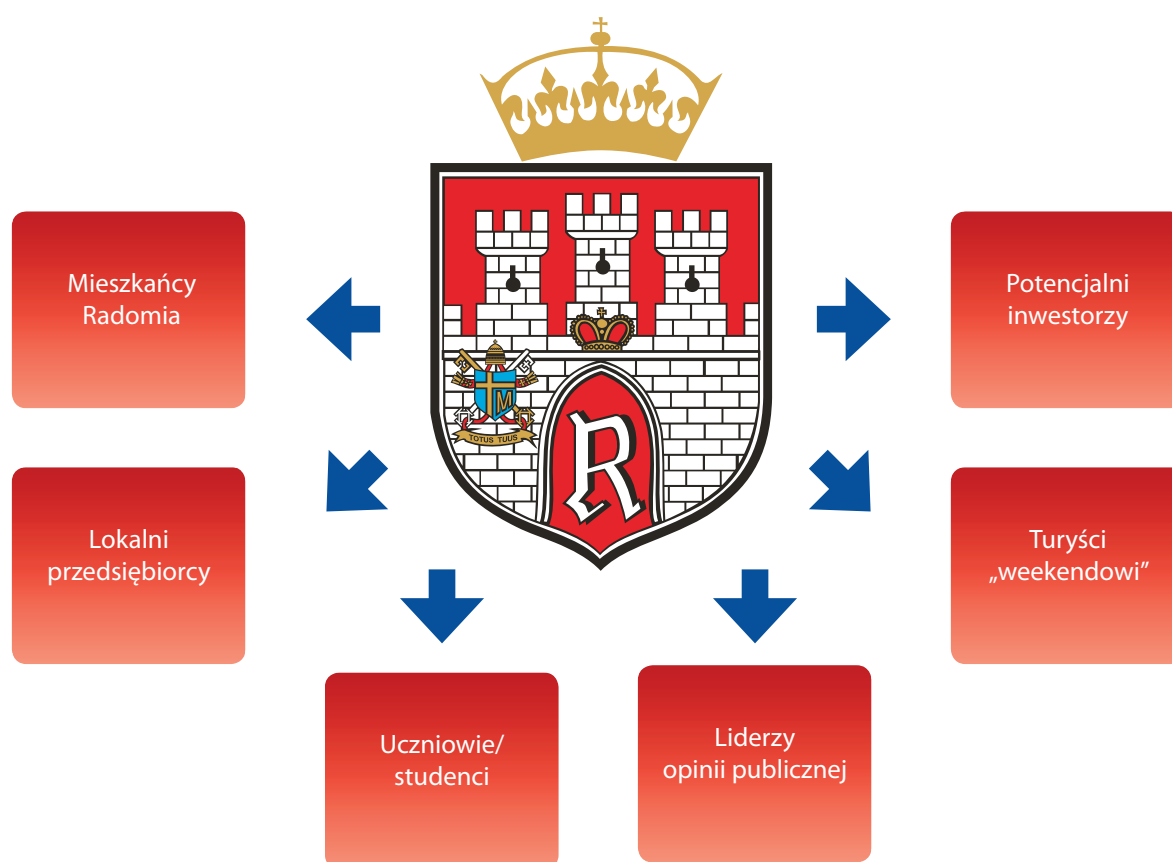 Mieszkańcy
Radomia
Potencjalni
inwestorzy
M
TOTUS TUUS
R
Lokalni
przedsiębiorcy
Turyści
„weekendowi”
Uczniowie/
studenci
Liderzy
opinii publicznej